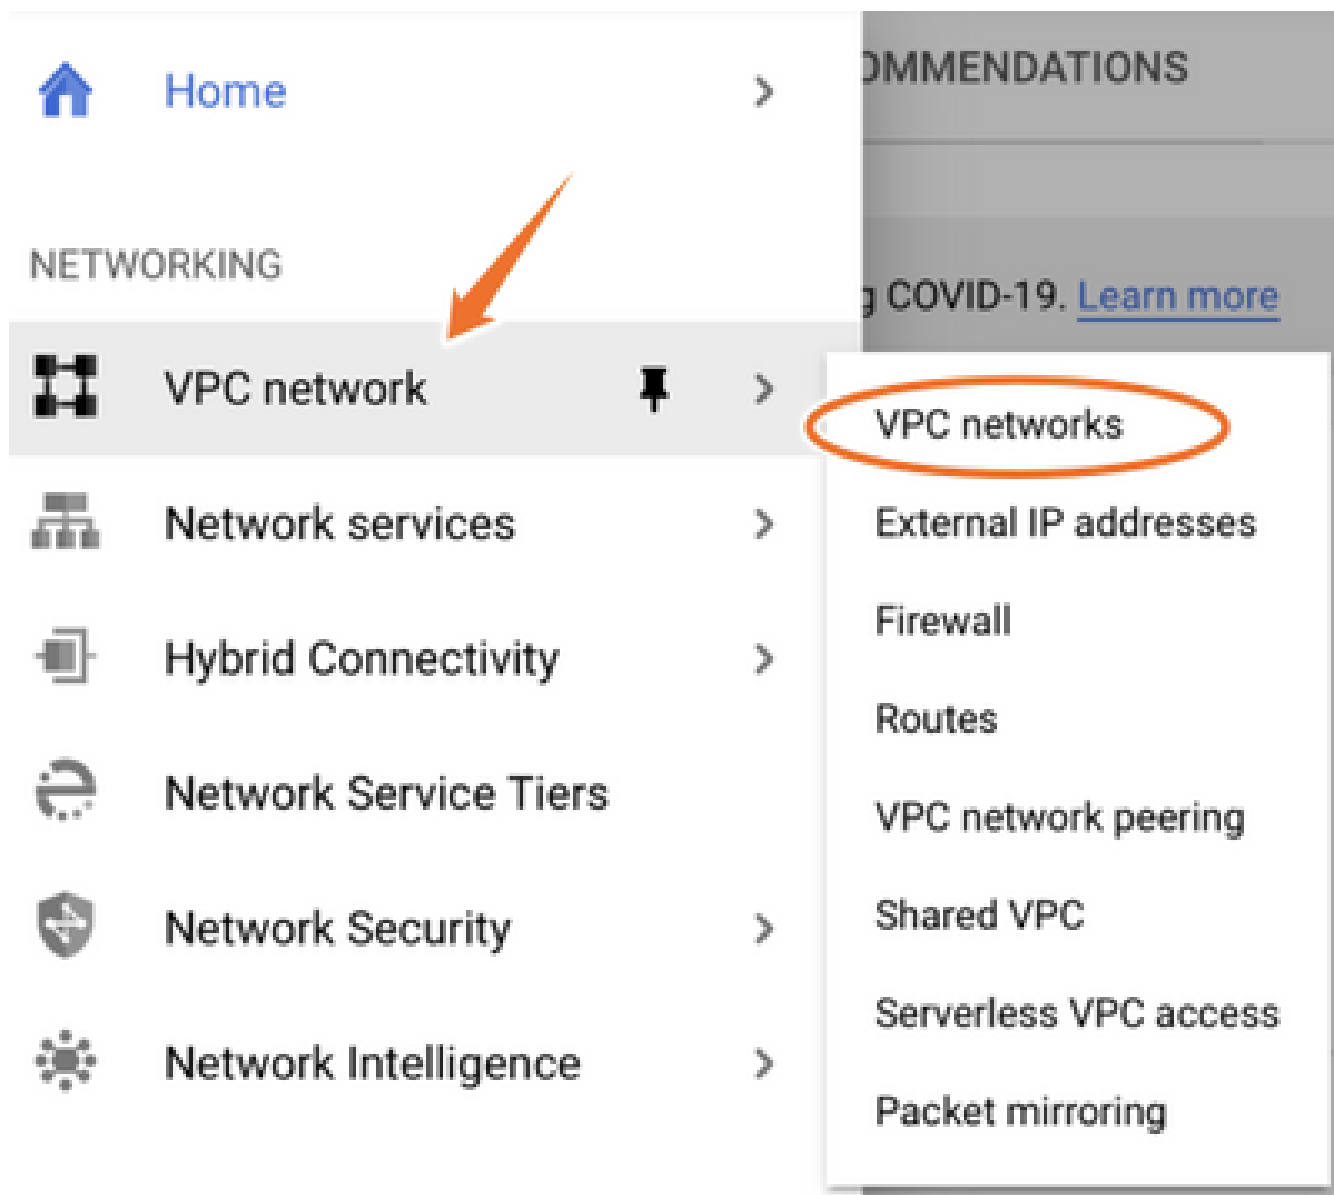 Home
OMMENDATIONS
NETWORKING
COVID-19. Learn more
VPC network
VPC networks
External IP addresses
Firewall
Routes
VPC network peering
Shared VPC
Serverless VPC access
Packet mirroring
Network services
Hybrid Connectivity
Network Service Tiers
Network Security
Network Intelligence